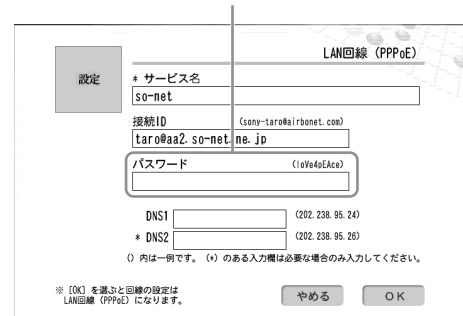 LAN回線 (PPPoE)
設定
* サービス名
so-net
接続ID (sony-taro@airbonet.com)
taro@aa2.so-net.ne.jp
パスワード (loVe4pEAce)
DNS1 (202.238.95.24)
* DNS2 (202.238.95.26)
() 内は一例です。 (*) のある入力欄は必要な場合のみ入力してください。
※ [OK] を選ぶと回線の設定は
LAN回線 (PPPoE) になります。
やめる OK